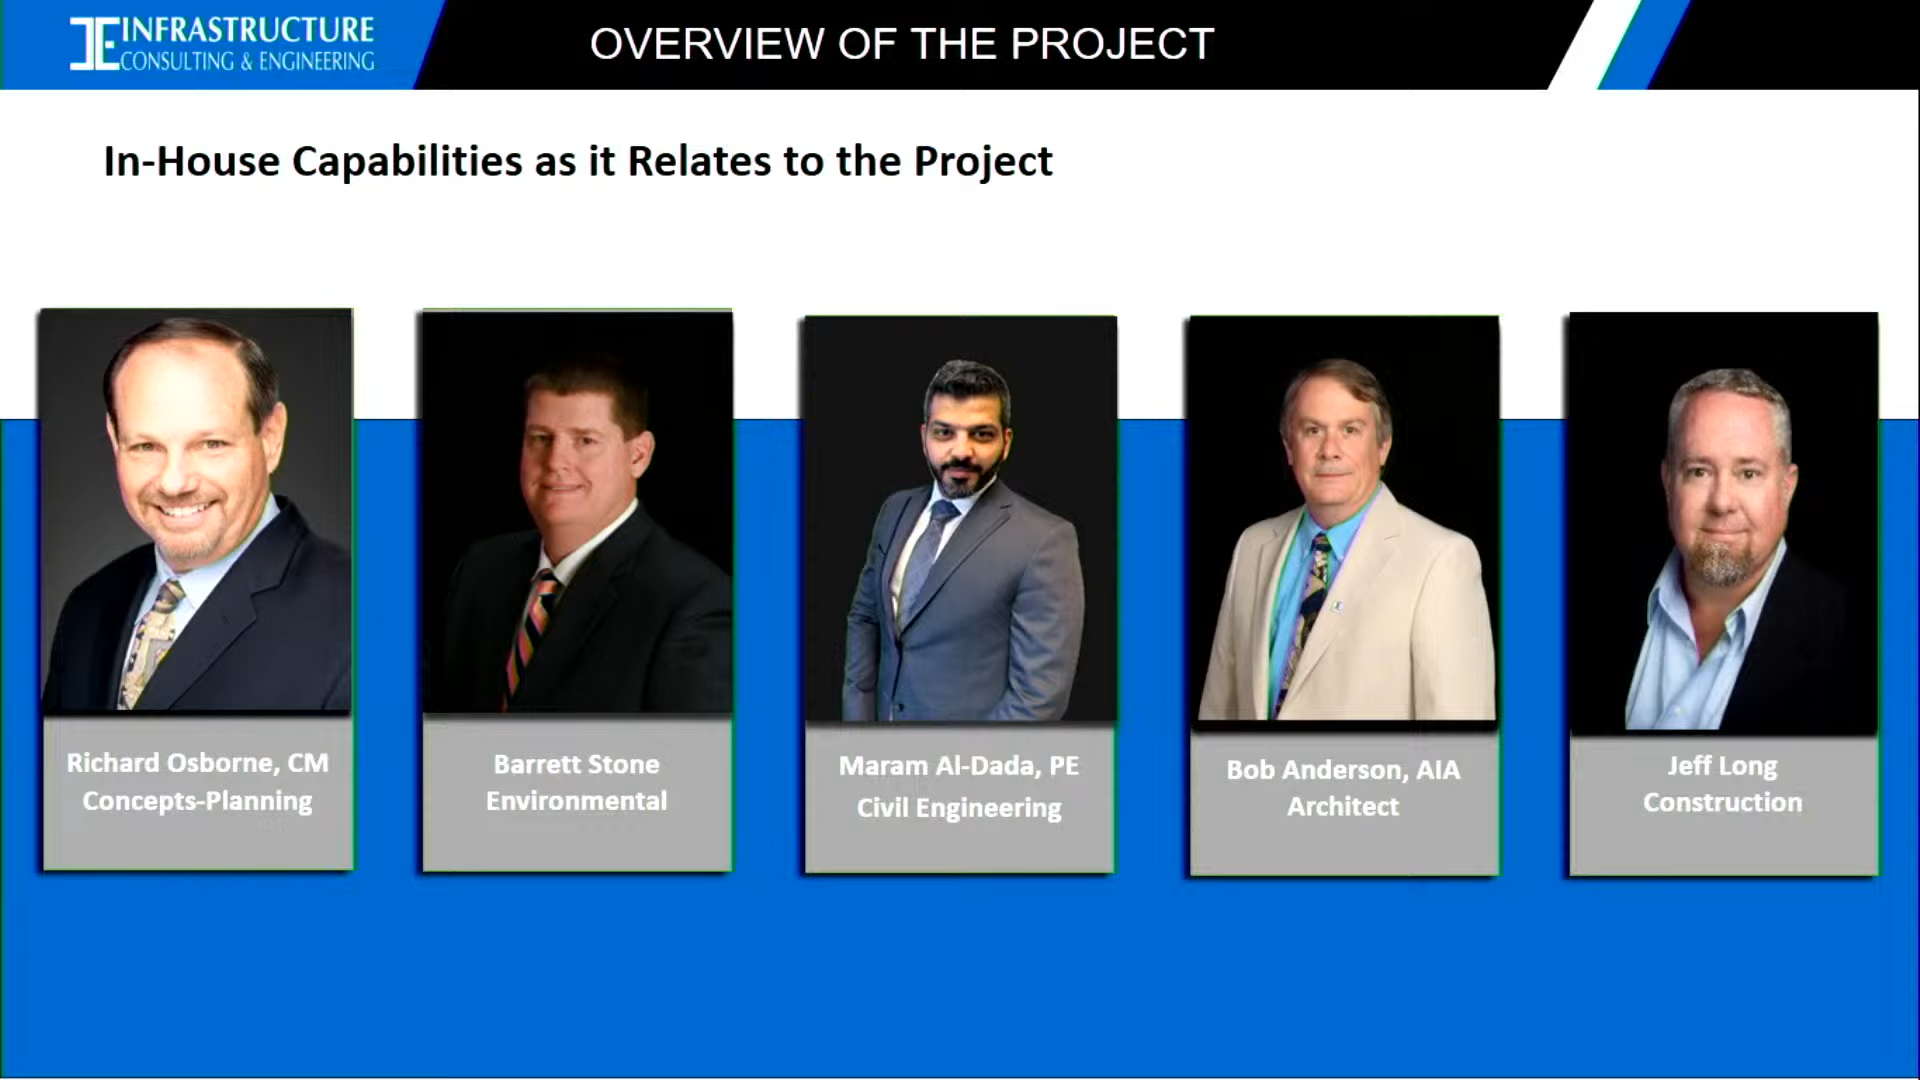 INFRASTRUCTURE
CONSULTING & ENGINEERING
OVERVIEW OF THE PROJECT
In-House Capabilities as it Relates to the Project
Richard Osborne, CM
Concepts-Planning
Barrett Stone
Environmental
Maram Al-Dada, PE
Civil Engineering
Bob Anderson, AIA
Architect
Jeff Long
Construction